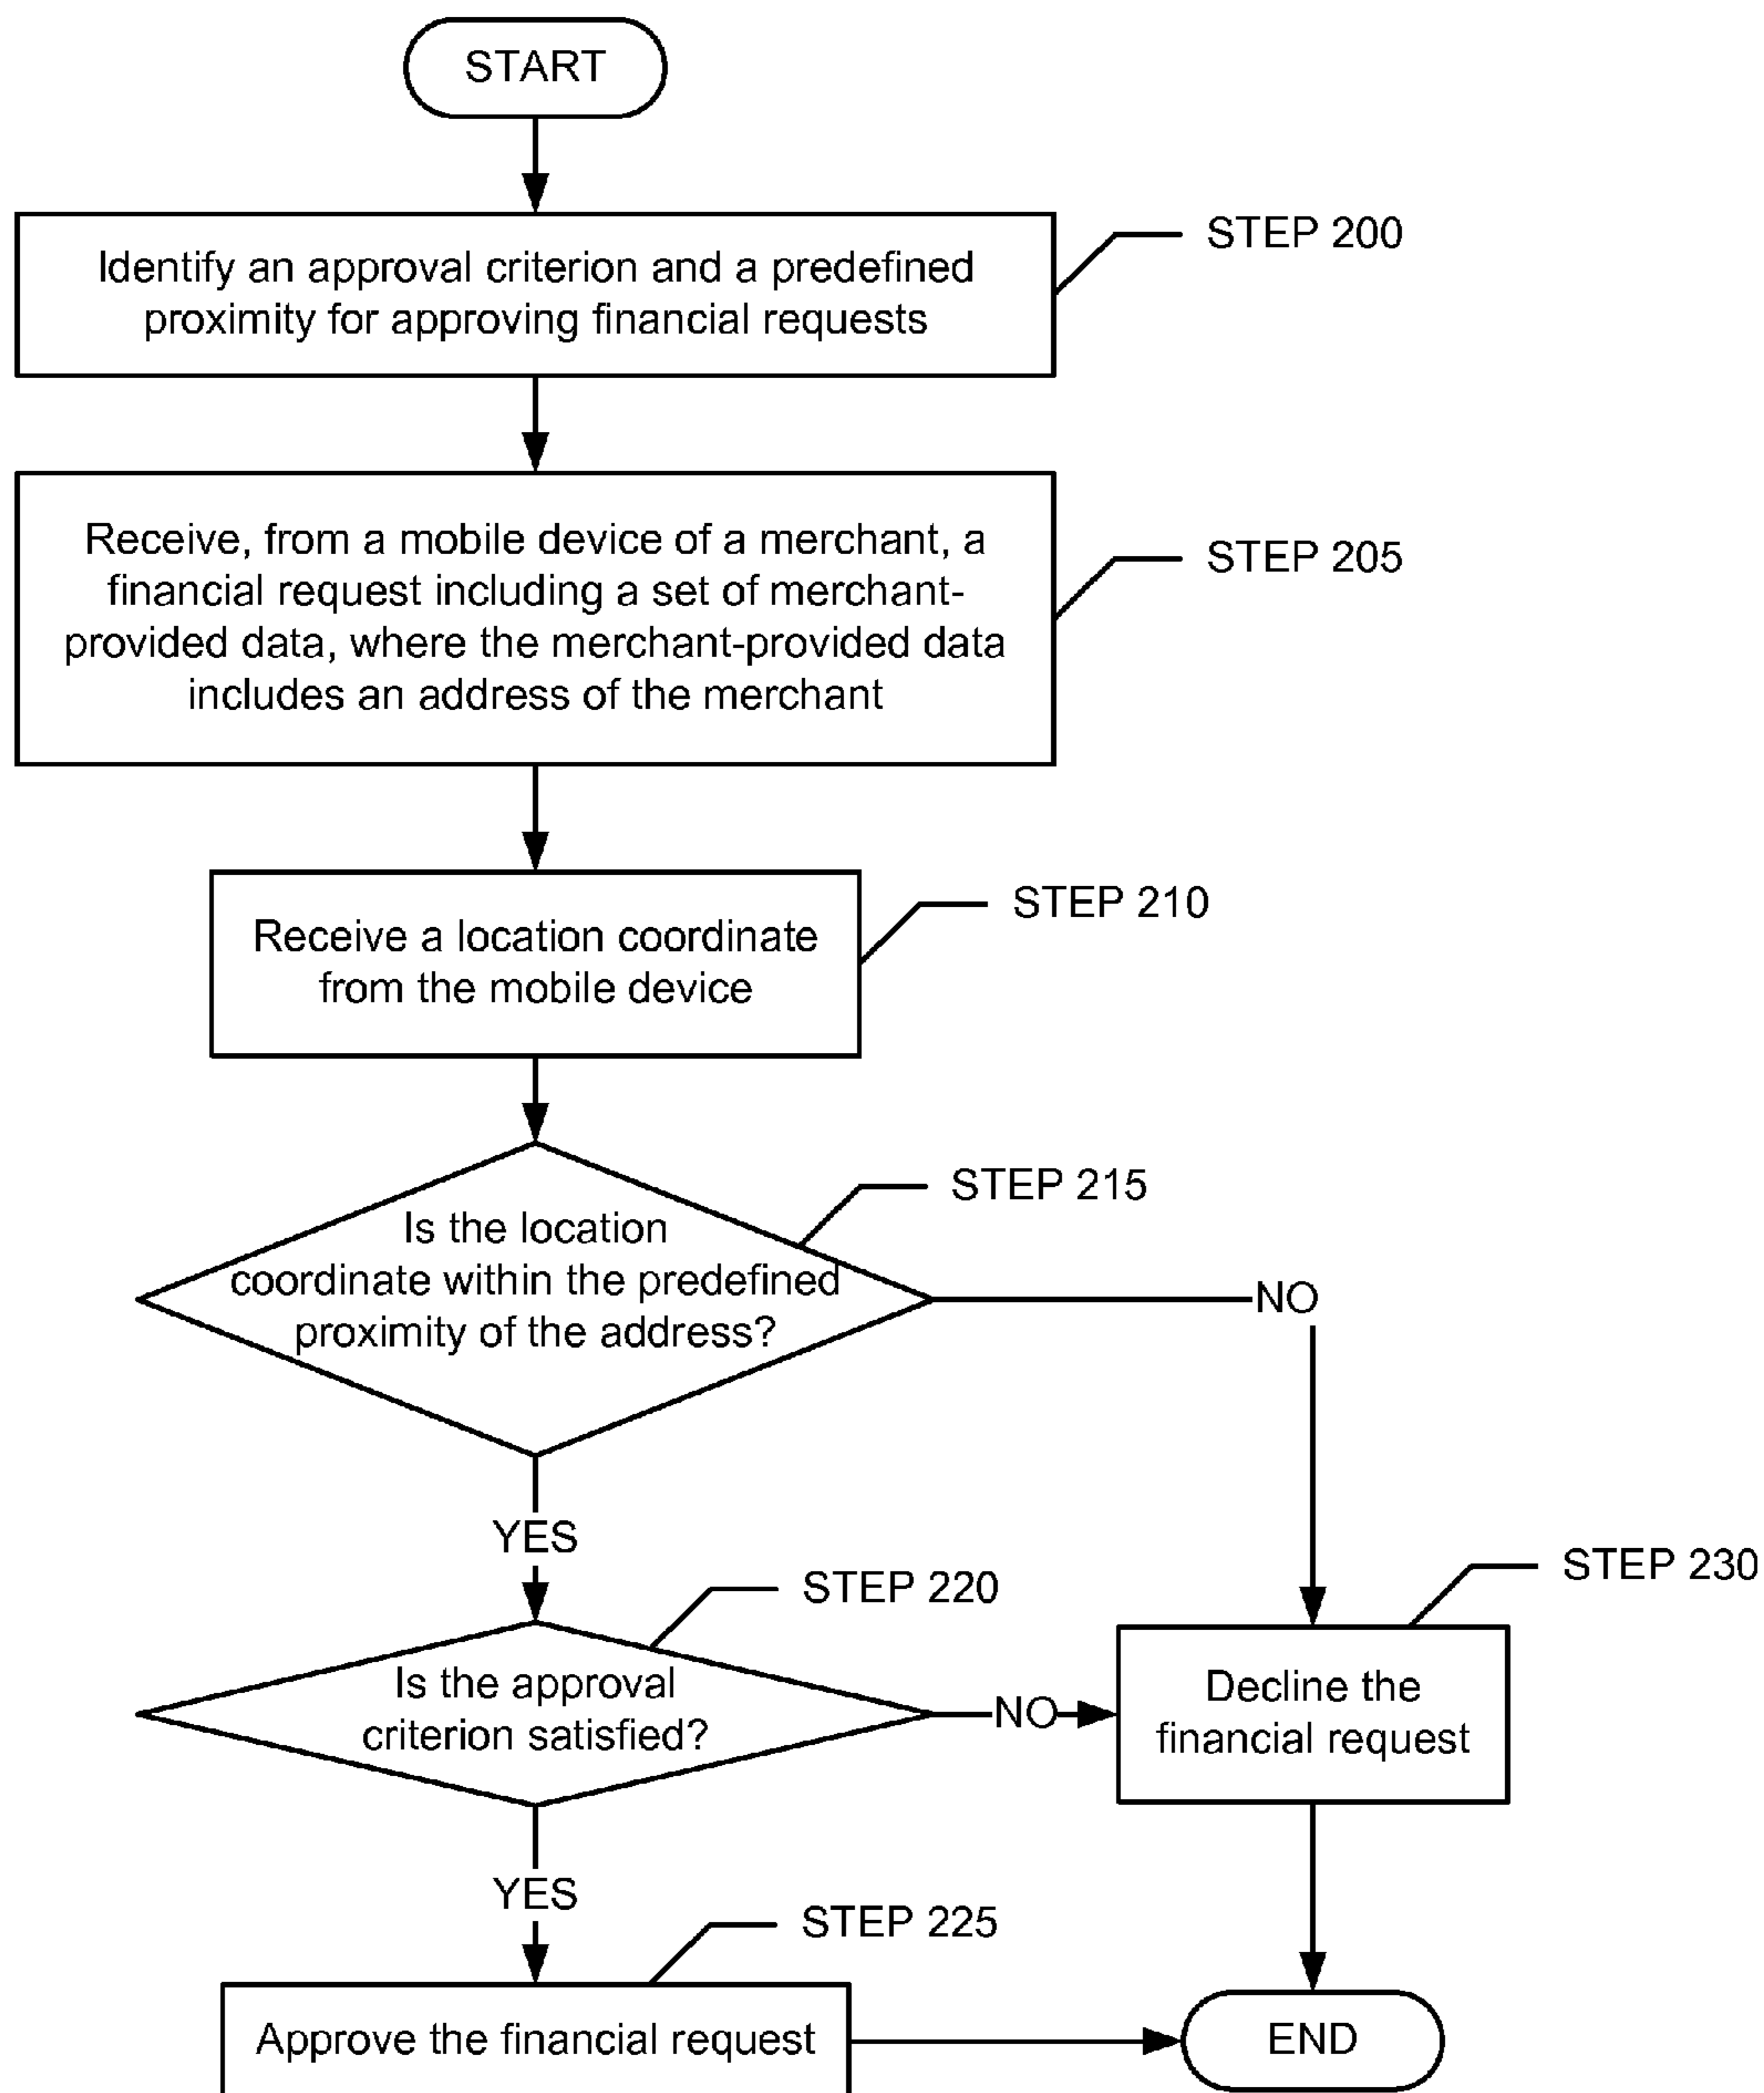 START
Identify an approval criterion and a predefined
proximity for approving financial requests
STEP 200
Receive, from a mobile device of a merchant, a
financial request including a set of merchant-
provided data, where the merchant-provided data
includes an address of the merchant
STEP 205
Receive a location coordinate
from the mobile device
STEP 210
Is the location
coordinate within the predefined
proximity of the address?
STEP 215
NO
YES
Is the approval
criterion satisfied?
STEP 220
NO
Decline the
financial request
STEP 230
YES
Approve the financial request
STEP 225
END